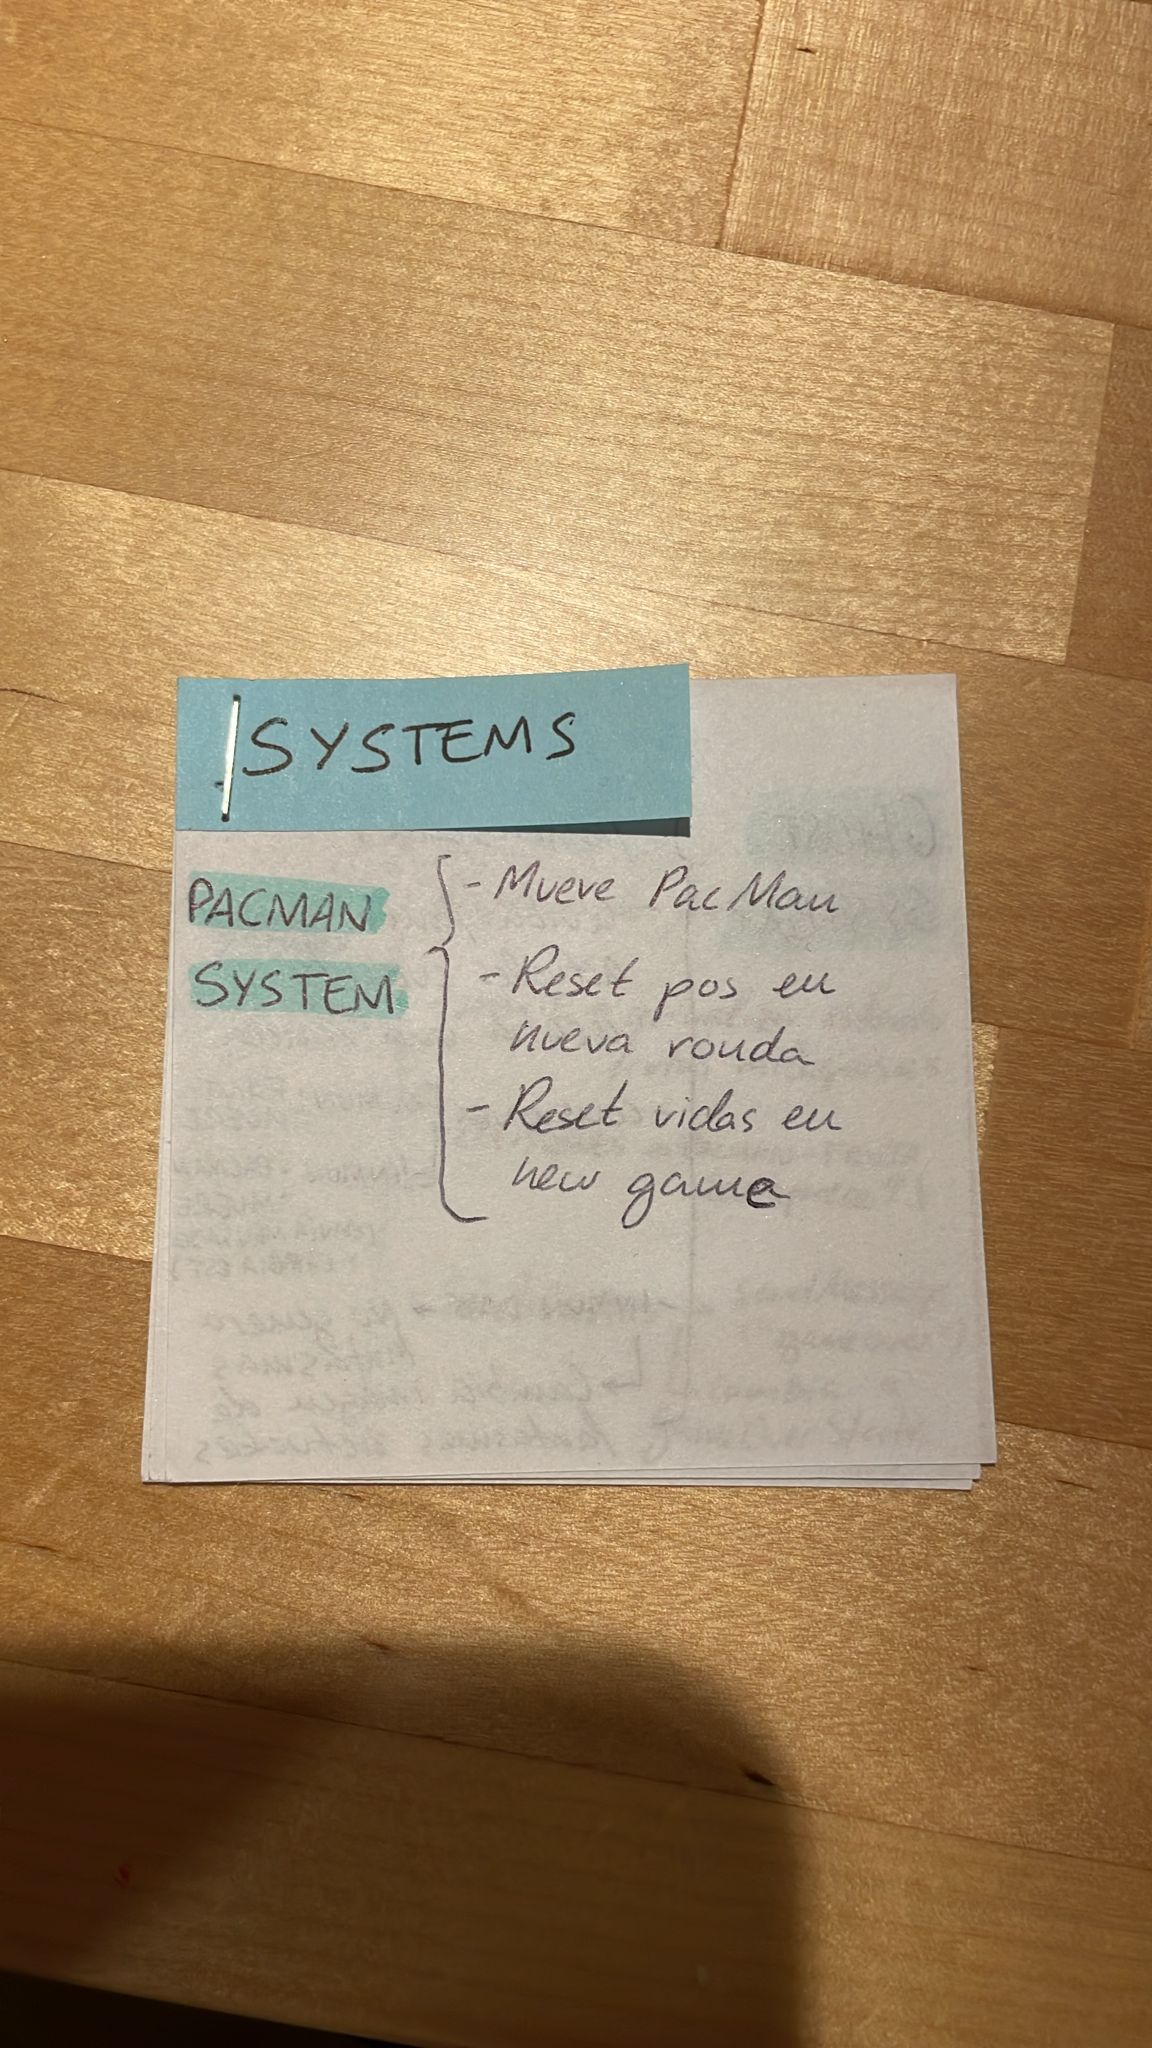 SYSTEMS
PACMAN
SYSTEM
- Mueve PacMan
- Reset pos en
nueva ronda
- Reset vidas en
new game